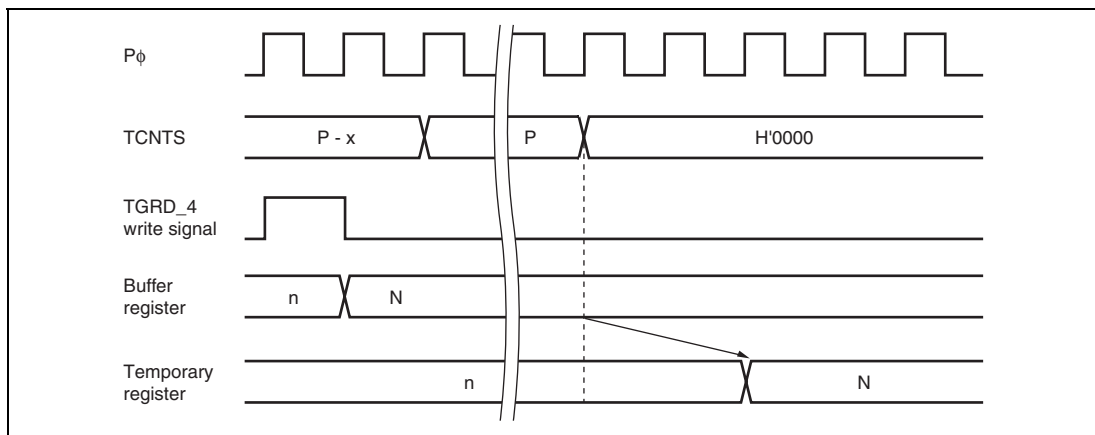 Pϕ
TCNTS
P - x
P
H'0000
TGRD_4
write signal
Buffer
register
n
N
Temporary
register
n
N